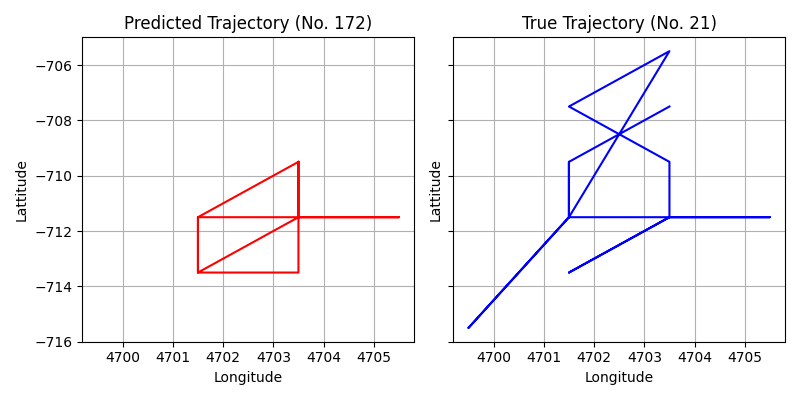 Predicted Trajectory (No. 172)
True Trajectory (No. 21)
−706
−708
−710
−712
−714
−716
Lattitude
Lattitude
4700 4701 4702 4703 4704 4705
4700 4701 4702 4703 4704 4705
Longitude
Longitude